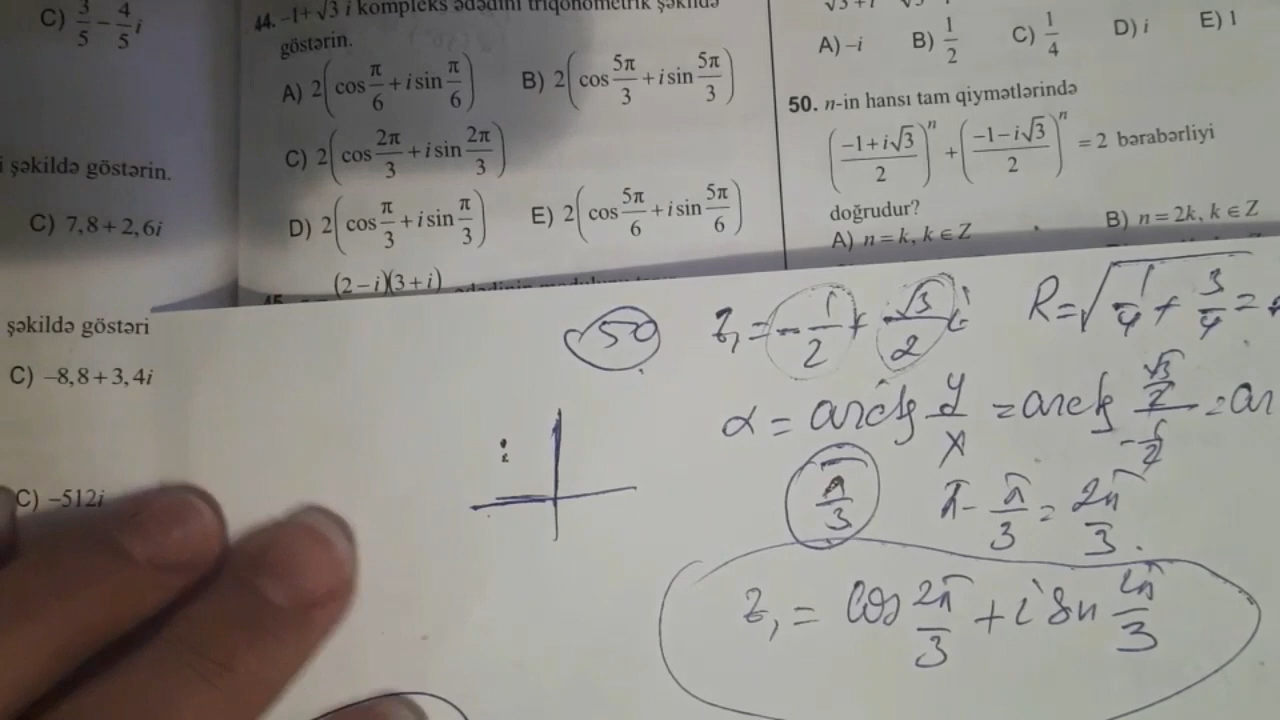 C) 3/5 − 4/5 i
şəkildə göstərin.
C) 7,8+2,6i
44. −1+√3 i kompleks ədədini triqonometrik şəkildə
göstərin.
A) 2(cos π/6 + i sin π/6) B) 2(cos 5π/3 + i sin 5π/3)
C) 2(cos 2π/3 + i sin 2π/3)
D) 2(cos π/3 + i sin π/3) E) 2(cos 5π/6 + i sin 5π/6)
(2−i)(3+i)
A) −i B) 1/2 C) 1/4 D) i E) 1
50. n-in hansı tam qiymətlərində
((−1+i√3)/2)^n + ((−1−i√3)/2)^n = 2 bərabərliyi
doğrudur?
A) n=k, k∈Z B) n=2k, k∈Z
şəkildə göstəri
C) −8,8+3,4i
C) −512i
50 z₁ = −1/2 + √3/2 i R=√1/4 + 3/4 =
α = arctg y/x = arctg (√3/2)/(−1/2) = ar
π/3 π − π/3 = 2π/3.
z₁ = cos 2π/3 + i sin 2π/3